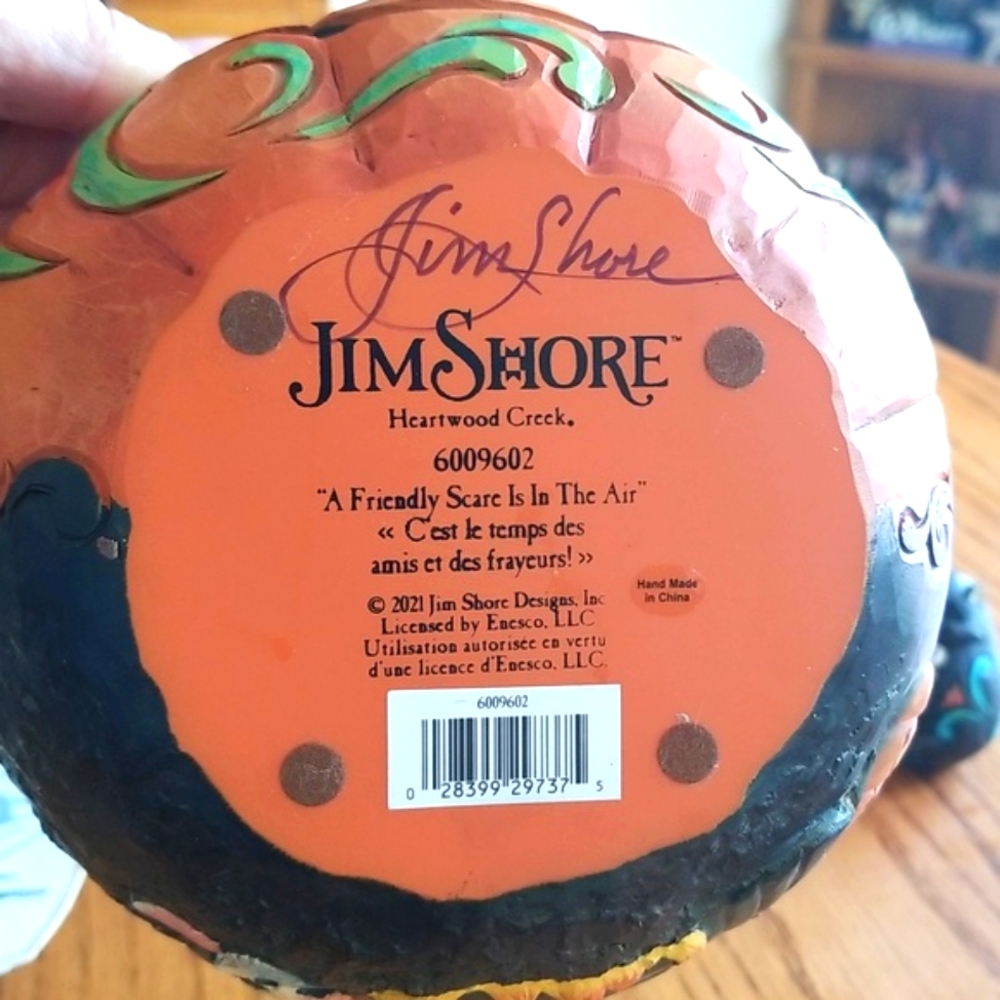 Jim Shore
JIM SHORE™
Heartwood Creek.
6009602
"A Friendly Scare Is In The Air"
« C'est le temps des
amis et des frayeurs! »
Hand Made
in China
© 2021 Jim Shore Designs, Inc
Licensed by Enesco, LLC
Utilisation autorisée en vertu
d'une licence d'Enesco, LLC.
6009602
0 28399 29737 5